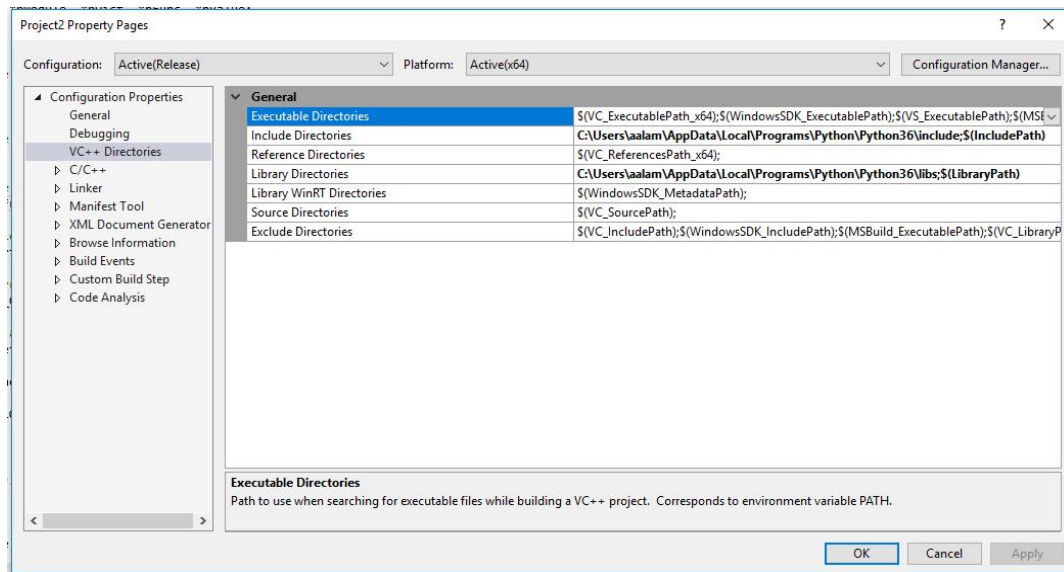 Project2 Property Pages
? ×
Configuration: Active(Release) Platform: Active(x64) Configuration Manager...
Configuration Properties
General
Debugging
VC++ Directories
C/C++
Linker
Manifest Tool
XML Document Generator
Browse Information
Build Events
Custom Build Step
Code Analysis
General
Executable Directories $(VC_ExecutablePath_x64);$(WindowsSDK_ExecutablePath);$(VS_ExecutablePath);$(MSE
Include Directories C:\Users\aalam\AppData\Local\Programs\Python\Python36\include;$(IncludePath)
Reference Directories $(VC_ReferencesPath_x64);
Library Directories C:\Users\aalam\AppData\Local\Programs\Python\Python36\libs;$(LibraryPath)
Library WinRT Directories $(WindowsSDK_MetadataPath);
Source Directories $(VC_SourcePath);
Exclude Directories $(VC_IncludePath);$(WindowsSDK_IncludePath);$(MSBuild_ExecutablePath);$(VC_LibraryP
Executable Directories
Path to use when searching for executable files while building a VC++ project. Corresponds to environment variable PATH.
OK Cancel Apply